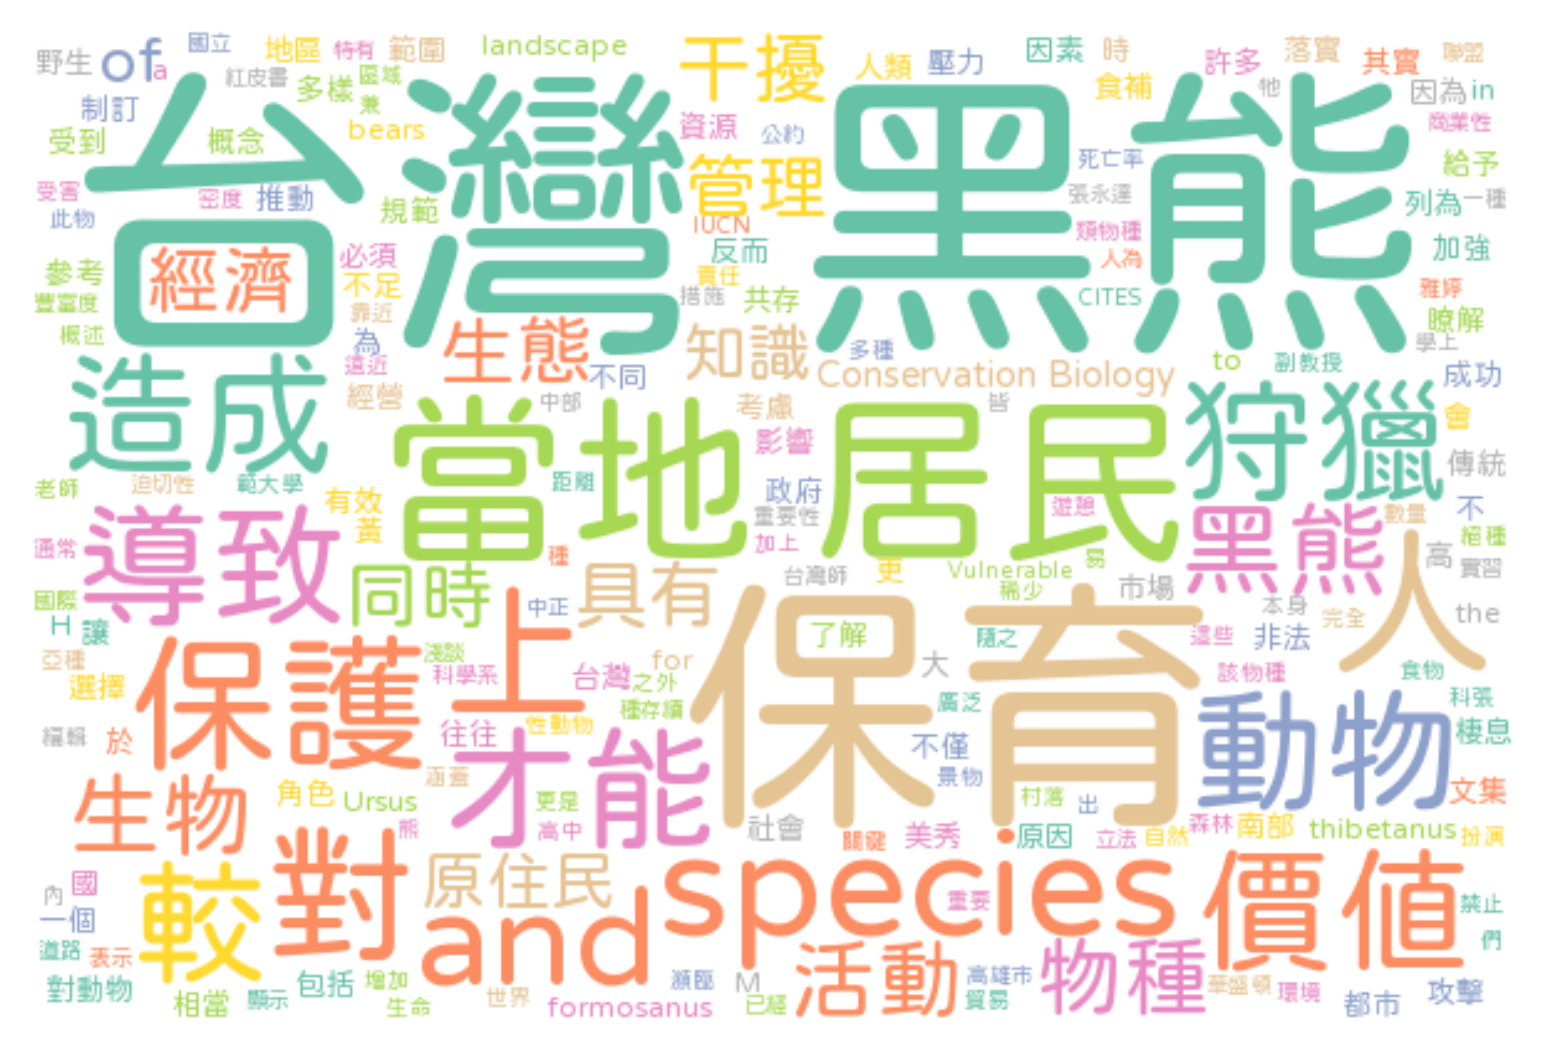 野生 of a 國立 地區 特有 範圍 landscape 干擾 人類 壓力 因素 時 許多 落實 其實 聯盟
制訂 紅皮書 多樣 區域 兼 食補 牠 因為 in
受到 概念 bears 資源 公約 死亡率 商業性 給予
台灣黑熊
受害 此物 密度 推動 規範 管理 IUCN 張永達 類物種 列為 一種
參考 經濟 必須 不足 反而 責任 人為 加強
豐富度 靠近 措施 共存 CITES 雅婷 瞭解
概述 為 生態 知識 多種 學上
造成 遠近 不同 Conservation Biology to 副教授 成功
經營 中部 考慮 皆 狩獵 會
當地居民 影響 傳統
老師 迫切性 範大學 有效 距離 政府 遊憩 數量 不
導致 黃 重要性 黑熊 絕種
通常 種 加上 更 Vulnerable 高 實習
國際 同時 具有 台灣師 稀少 市場 人
H 讓 中正 上 保育 了解 隨之 本身 完全 the
亞種 保護 淺談 for 大 這些 非法
選擇 科學系 台灣 之外 該物種 食物
種存續 廣泛 動物 科張
編輯 於 往往 性動物 不僅 棲息
生物 角色 涵蓋 才能 景物 文集
Ursus 更是 村落 出
熊 高中 社會 關鍵 美秀 原因 立法 自然 森林 南部 thibetanus 扮演
內 國 較 對 原住民 and species 重要 價值 禁止
一個 們
道路 表示 活動 物種
對動物 相當 顯示 包括 增加 生命 世界 formosanus 瀕臨 M 已經 高雄市 貿易 華盛頓 環境 都市 攻擊